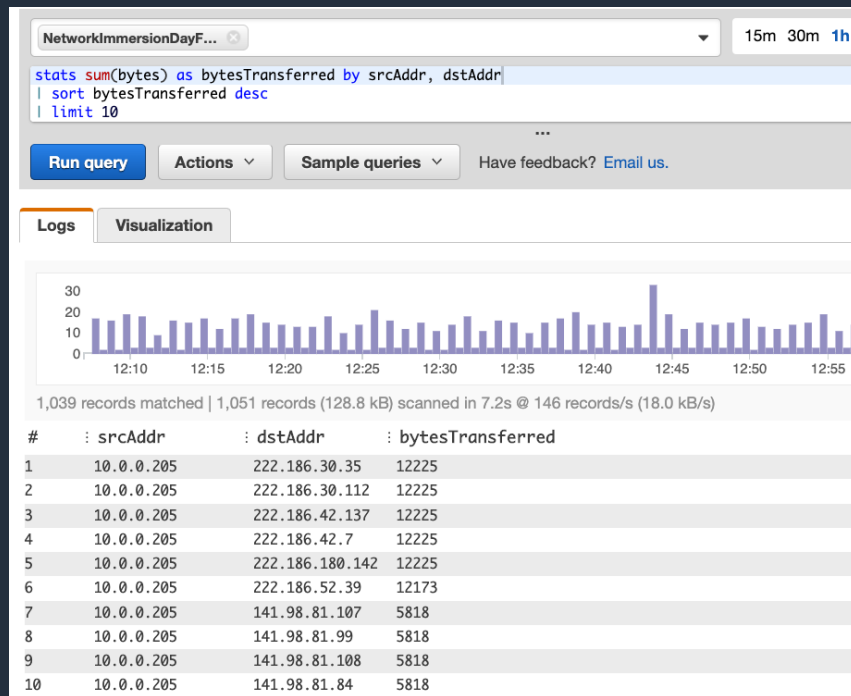 NetworkImmersionDayF...
15m 30m 1h
stats sum(bytes) as bytesTransferred by srcAddr, dstAddr
| sort bytesTransferred desc
| limit 10
Run query
Actions
Sample queries
Have feedback? Email us.
Logs
Visualization
30
20
10
0
12:10 12:15 12:20 12:25 12:30 12:35 12:40 12:45 12:50 12:55
1,039 records matched | 1,051 records (128.8 kB) scanned in 7.2s @ 146 records/s (18.0 kB/s)
# : srcAddr : dstAddr : bytesTransferred
1 10.0.0.205 222.186.30.35 12225
2 10.0.0.205 222.186.30.112 12225
3 10.0.0.205 222.186.42.137 12225
4 10.0.0.205 222.186.42.7 12225
5 10.0.0.205 222.186.180.142 12225
6 10.0.0.205 222.186.52.39 12173
7 10.0.0.205 141.98.81.107 5818
8 10.0.0.205 141.98.81.99 5818
9 10.0.0.205 141.98.81.108 5818
10 10.0.0.205 141.98.81.84 5818